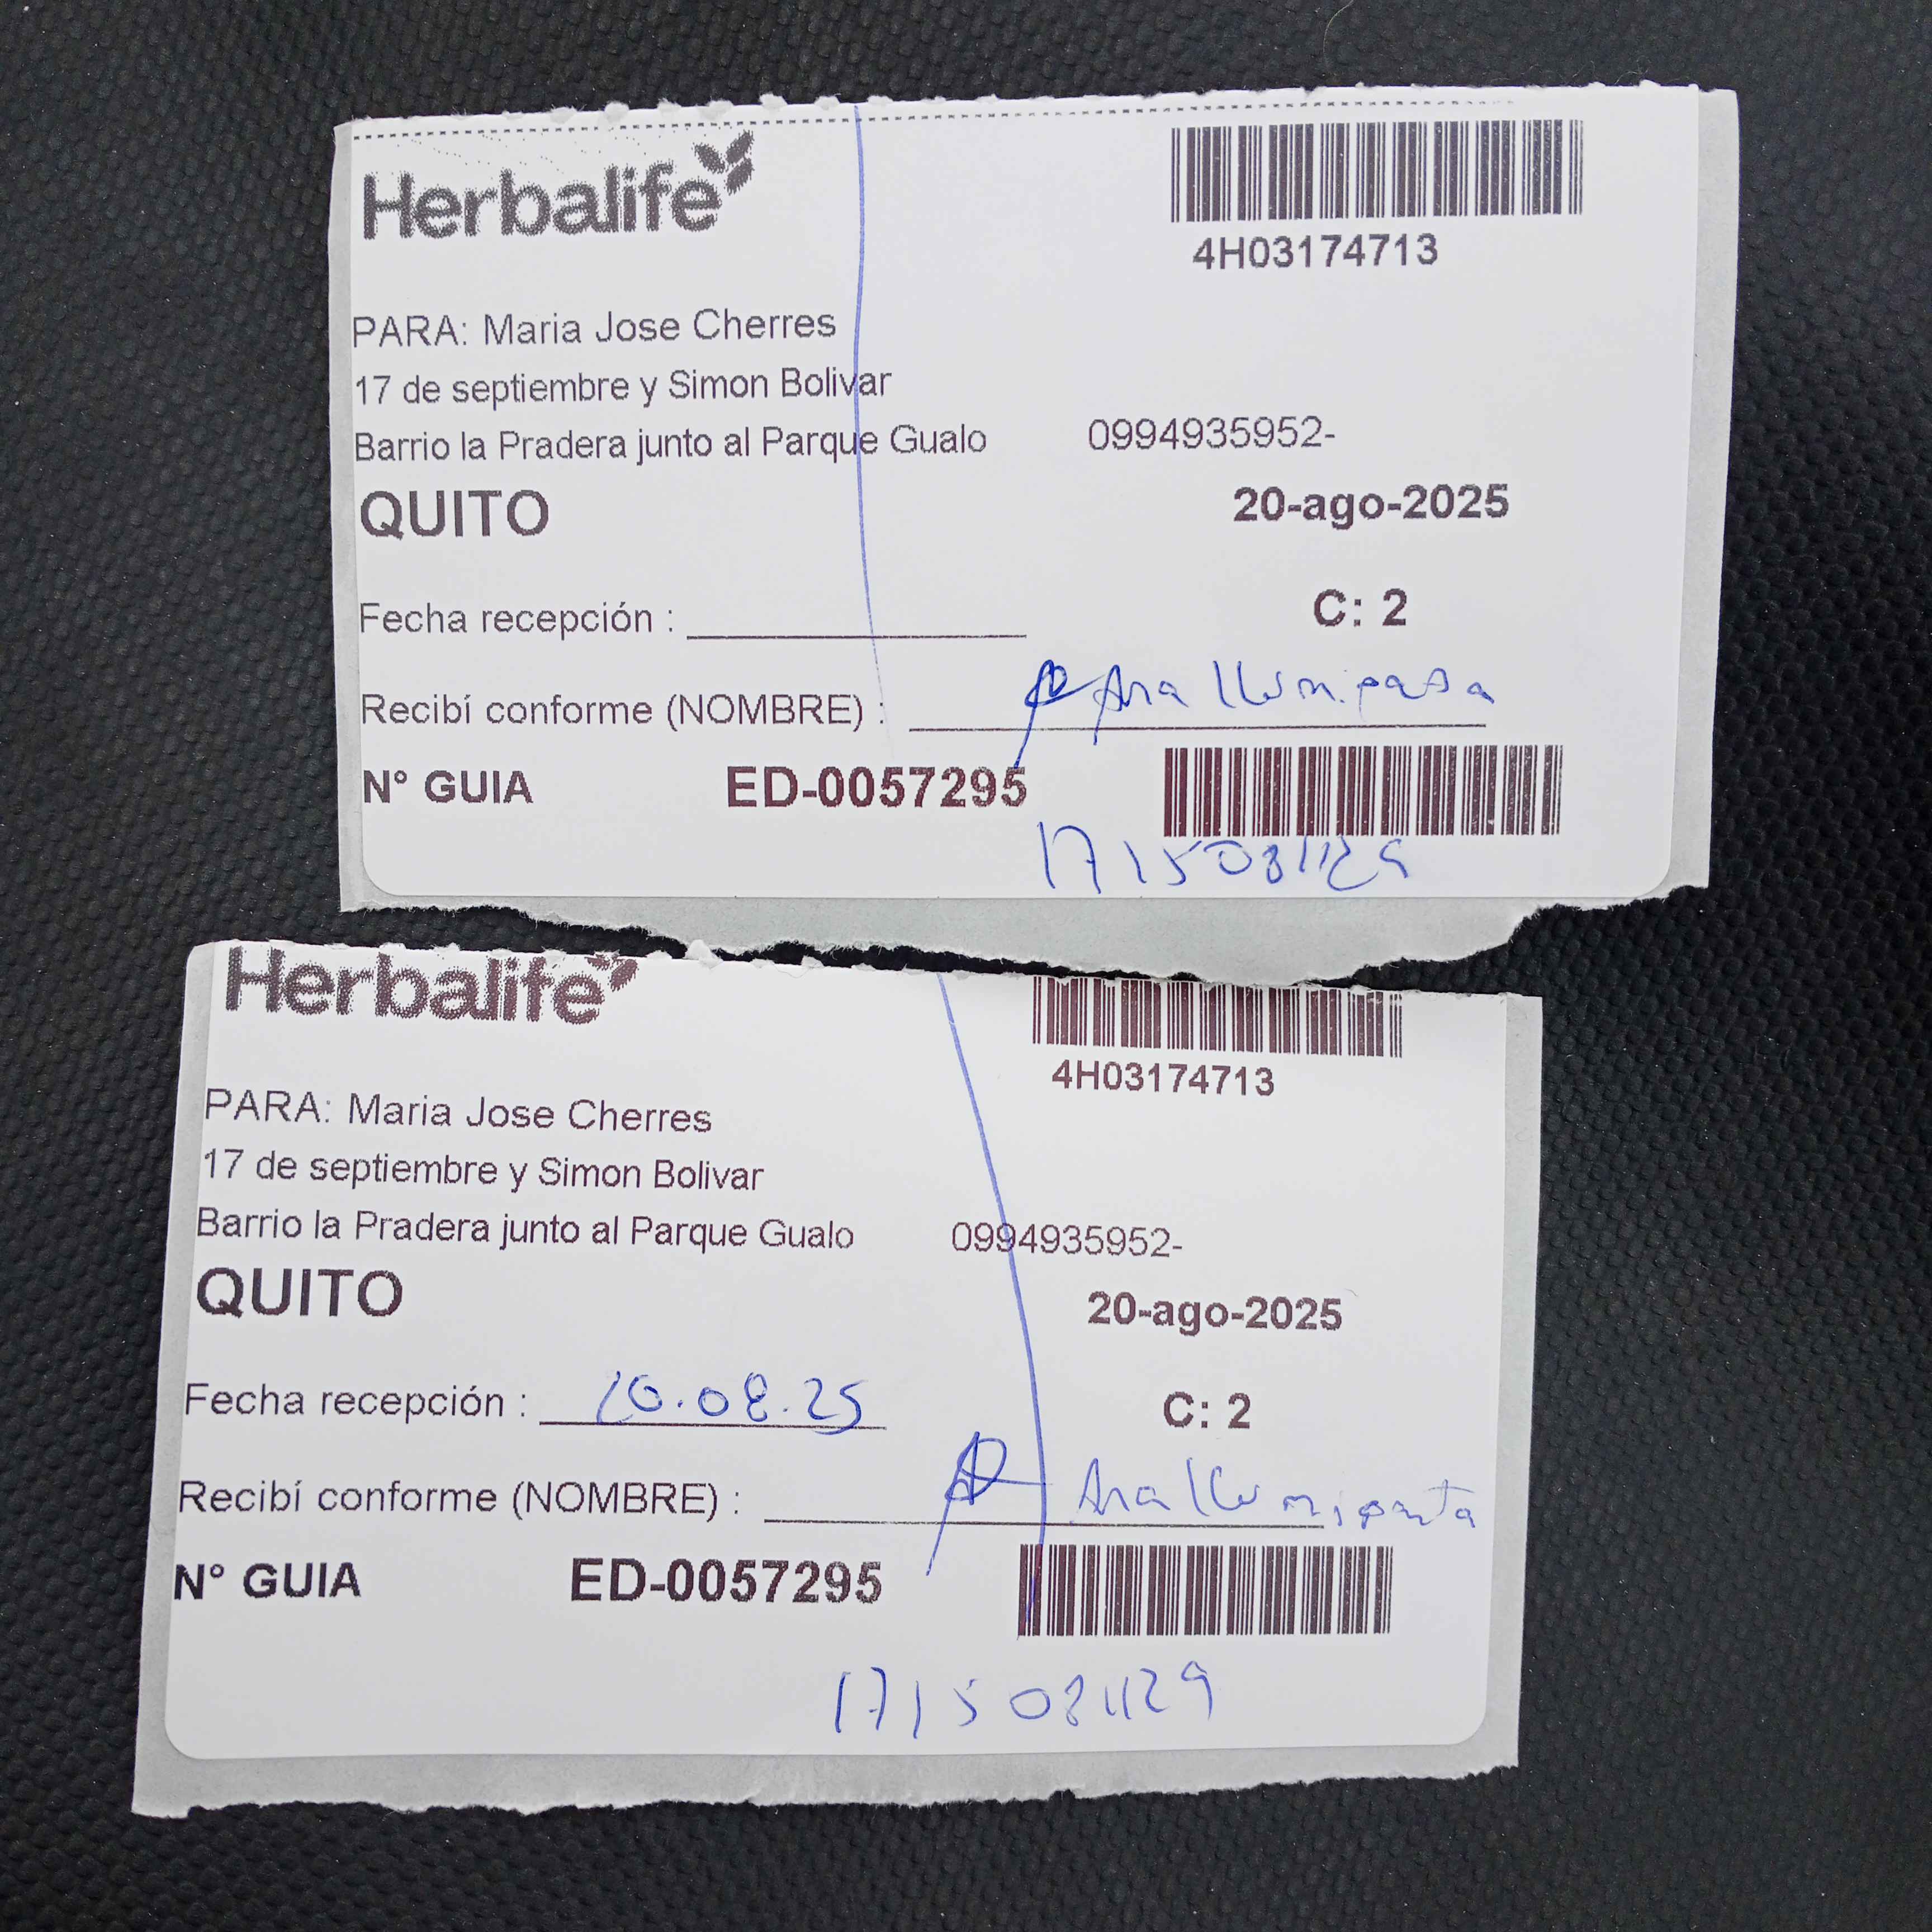 Herbalife
4H03174713
PARA: Maria Jose Cherres
17 de septiembre y Simon Bolivar
Barrio la Pradera junto al Parque Gualo 0994935952-
QUITO 20-ago-2025
Fecha recepción : C: 2
Recibí conforme (NOMBRE) : Ana
N° GUIA ED-0057295
1715081129
Herbalife
4H03174713
PARA: Maria Jose Cherres
17 de septiembre y Simon Bolivar
Barrio la Pradera junto al Parque Gualo 0994935952-
QUITO 20-ago-2025
Fecha recepción : 20.08.25 C: 2
Recibí conforme (NOMBRE) : Ana
N° GUIA ED-0057295
1715081129